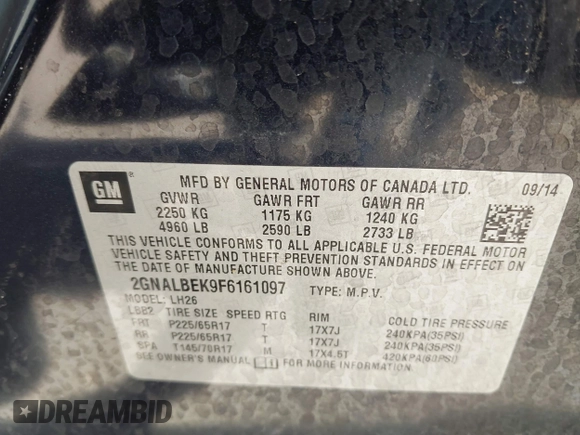 GM
MFD BY GENERAL MOTORS OF CANADA LTD. 09/14
GVWR GAWR FRT GAWR RR
2250 KG 1175 KG 1240 KG
4960 LB 2590 LB 2733 LB
THIS VEHICLE CONFORMS TO ALL APPLICABLE U.S. FEDERAL MOTOR
VEHICLE SAFETY AND THEFT PREVENTION STANDARDS IN EFFECT ON
THE DATE OF MANUFACTURE SHOWN ABOVE.
2GNALBEK9F6161097 TYPE: M.P.V.
MODEL: LH26
LBB2 TIRE SIZE SPEED RTG RIM COLD TIRE PRESSURE
FRT P225/65R17 T 17X7J 240KPA(35PSI)
RR P225/65R17 T 17X7J 240KPA(35PSI)
SPA T145/70R17 M 17X4.5T 420KPA(60PSI)
SEE OWNER'S MANUAL FOR MORE INFORMATION.
DREAMBID